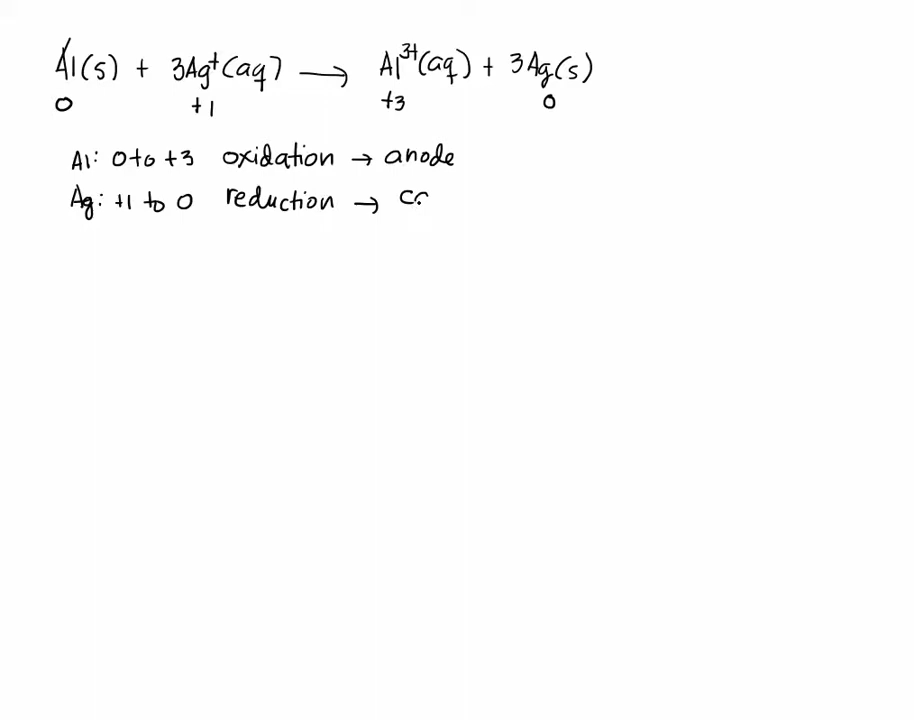 Al(s) + 3Ag⁺(aq) → Al³⁺(aq) + 3Ag(s)
0 +1 +3 0
Al: 0 to +3 oxidation → anode
Ag: +1 to 0 reduction →